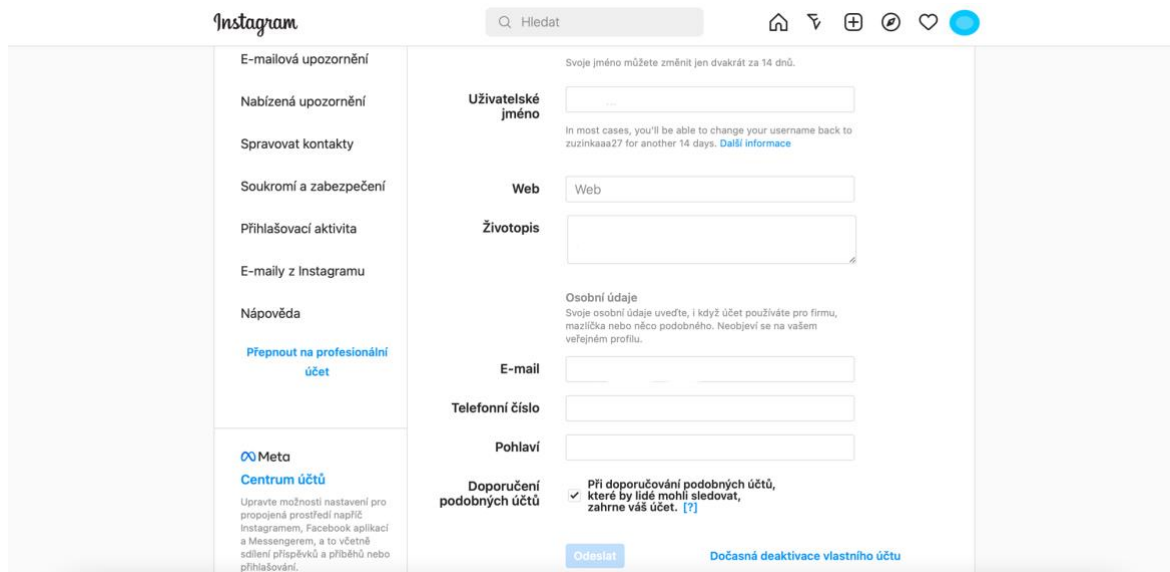 Instagram
Hledat
E-mailová upozornění
Nabízená upozornění
Spravovat kontakty
Soukromí a zabezpečení
Přihlašovací aktivita
E-maily z Instagramu
Nápověda
Přepnout na profesionální
účet
Meta
Centrum účtů
Upravte možnosti nastavení pro
propojená prostředí napříč
Instagramem, Facebook aplikací
a Messengerem, a to včetně
sdílení příspěvků a příběhů nebo
přihlašování.
Svoje jméno můžete změnit jen dvakrát za 14 dnů.
Uživatelské
jméno
In most cases, you'll be able to change your username back to
zuzinkaaa27 for another 14 days. Další informace
Web
Web
Životopis
Osobní údaje
Svoje osobní údaje uveďte, i když účet používáte pro firmu,
mazlíčka nebo něco podobného. Neobjeví se na vašem
veřejném profilu.
E-mail
Telefonní číslo
Pohlaví
Doporučení
podobných účtů
Při doporučování podobných účtů,
které by lidé mohli sledovat,
zahrne váš účet. [?]
Odeslat
Dočasná deaktivace vlastního účtu